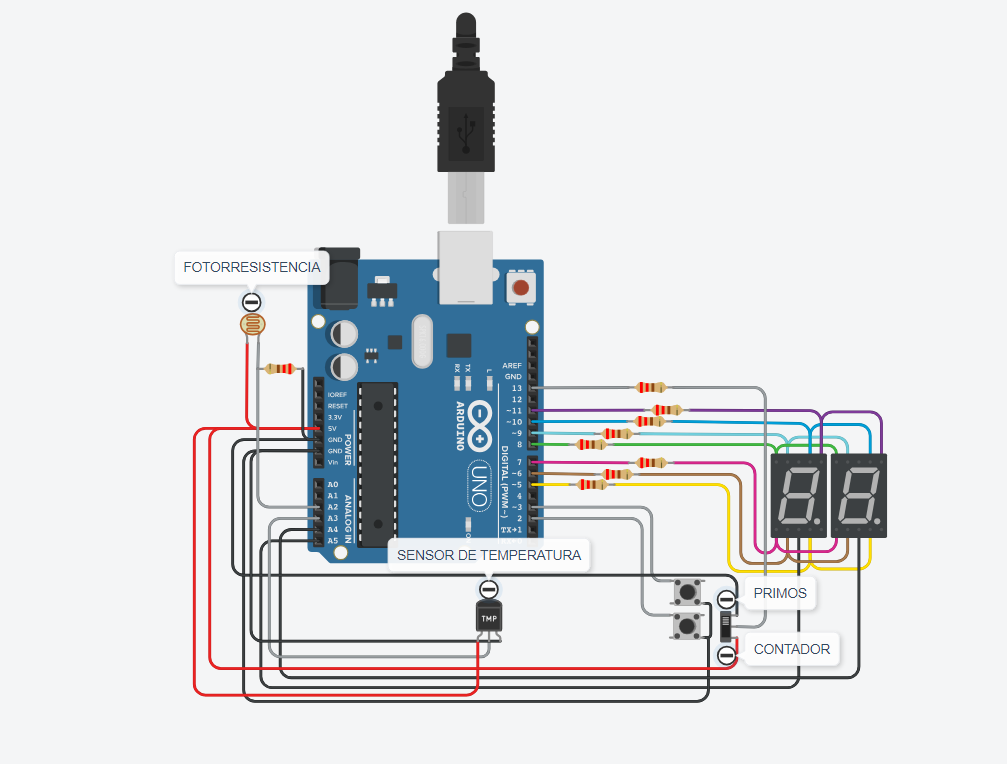 FOTORRESISTENCIA
IOREF
RESET
3.3V
5V
GND
GND
Vin
POWER
A0
A1
A2
A3
A4
A5
ANALOG IN
RX
TX
L
ARDUINO
UNO
AREF
GND
13
12
~11
~10
~9
8
7
~6
~5
4
~3
2
TX→1
DIGITAL (PWM~)
SENSOR DE TEMPERATURA
TMP
PRIMOS
CONTADOR